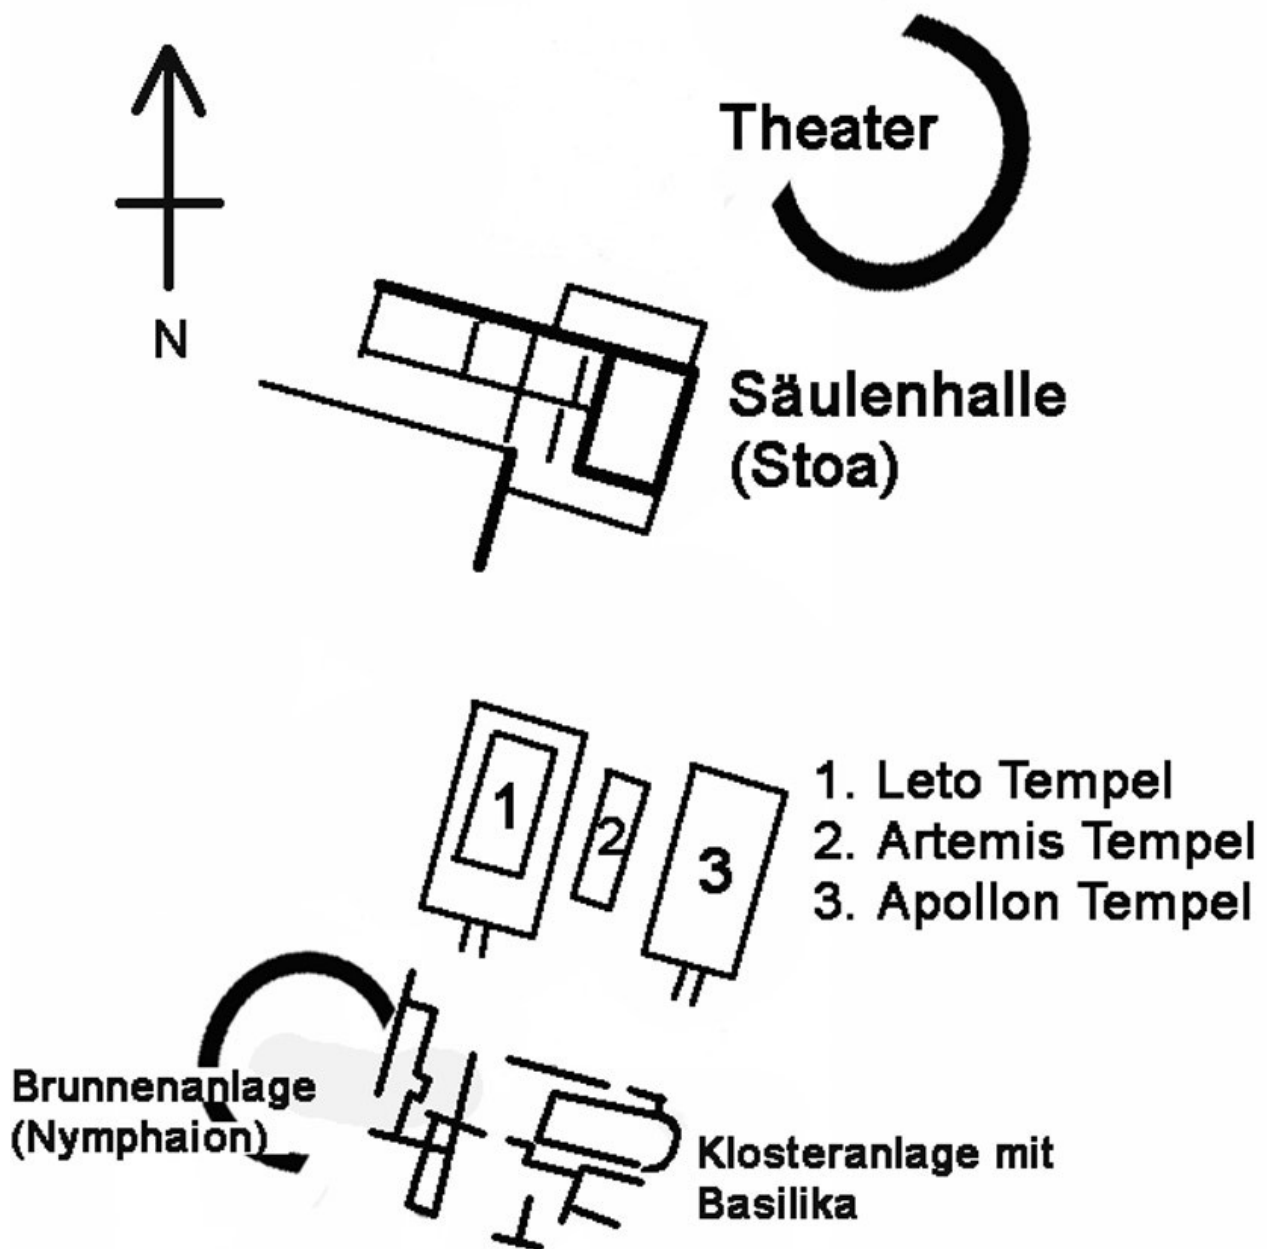 Theater
N
Säulenhalle
(Stoa)
1
2
3
1. Leto Tempel
2. Artemis Tempel
3. Apollon Tempel
Brunnenanlage
(Nymphaion)
Klosteranlage mit
Basilika